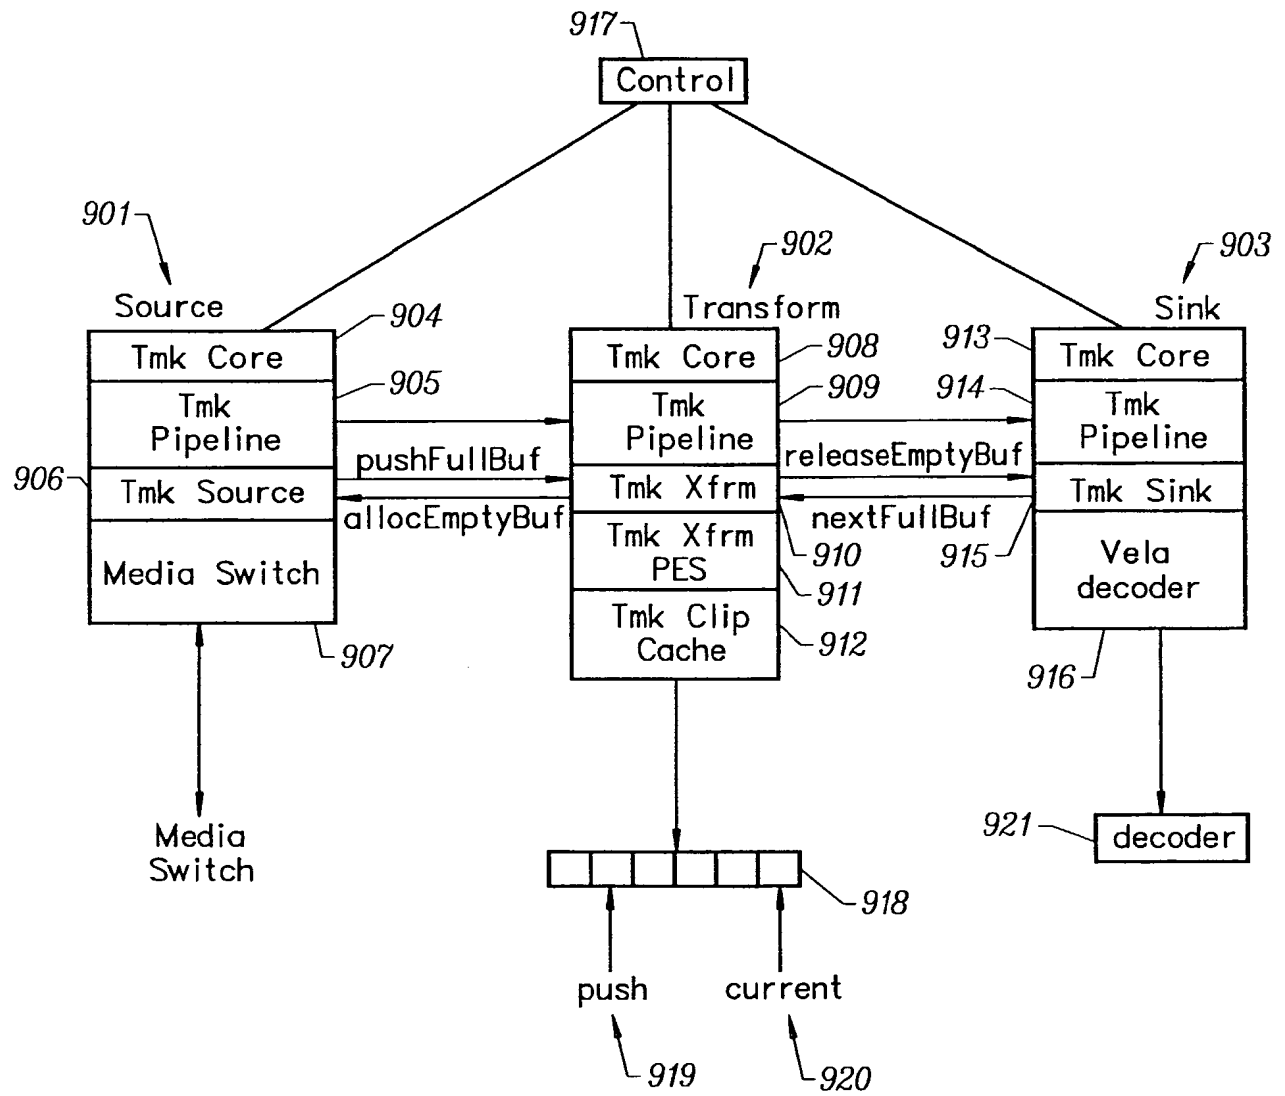 917
Control
901
902
903
Source
Transform
Sink
904
908
913
Tmk Core
Tmk Core
Tmk Core
905
909
914
Tmk
Pipeline
Tmk
Pipeline
Tmk
Pipeline
pushFullBuf
releaseEmptyBuf
906
Tmk Source
Tmk Xfrm
Tmk Sink
allocEmptyBuf
nextFullBuf
910
915
Media Switch
Tmk Xfrm
PES
Vela
decoder
911
Tmk Clip
Cache
912
907
916
Media
Switch
921
decoder
918
push
current
919
920